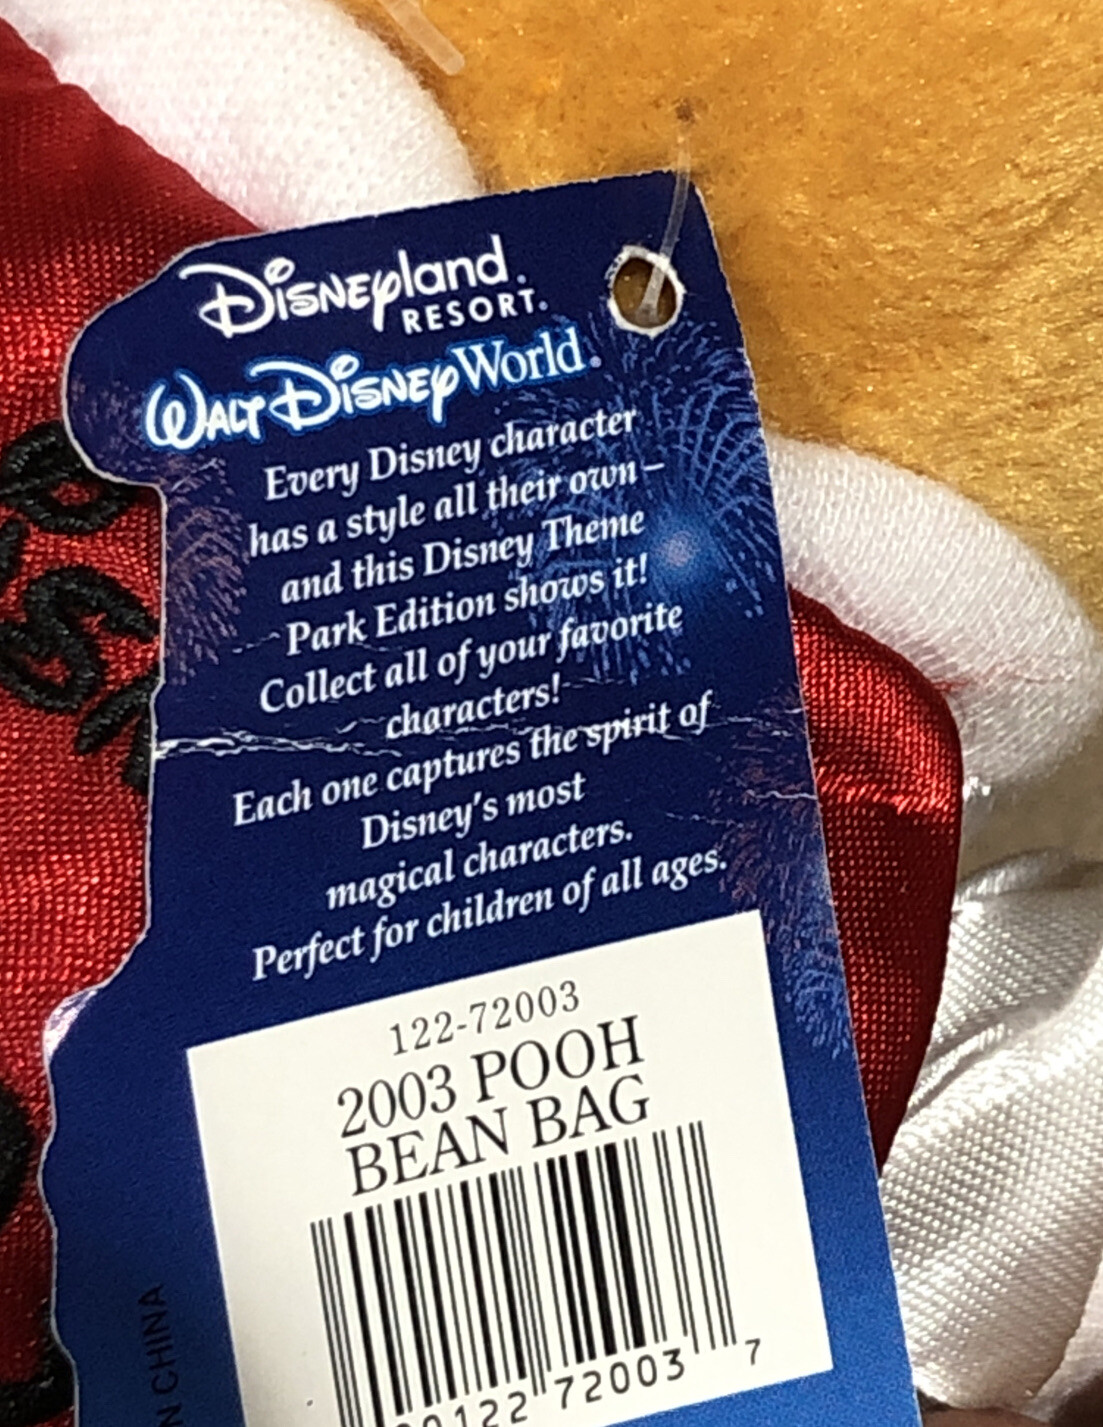 Disneyland
RESORT.
WALT DISNEY World.
Every Disney character
has a style all their own –
and this Disney Theme
Park Edition shows it!
Collect all of your favorite
characters!
Each one captures the spirit of
Disney's most
magical characters.
Perfect for children of all ages.
122-72003
2003 POOH
BEAN BAG
0122 72003 7
CHINA